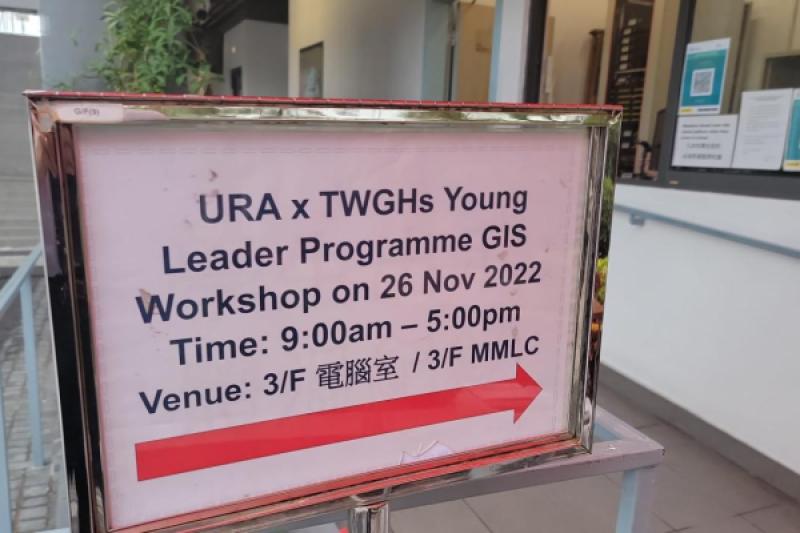 G/F(9)
URA x TWGHs Young
Leader Programme GIS
Workshop on 26 Nov 2022
Time: 9:00am – 5:00pm
Venue: 3/F 電腦室 / 3/F MMLC